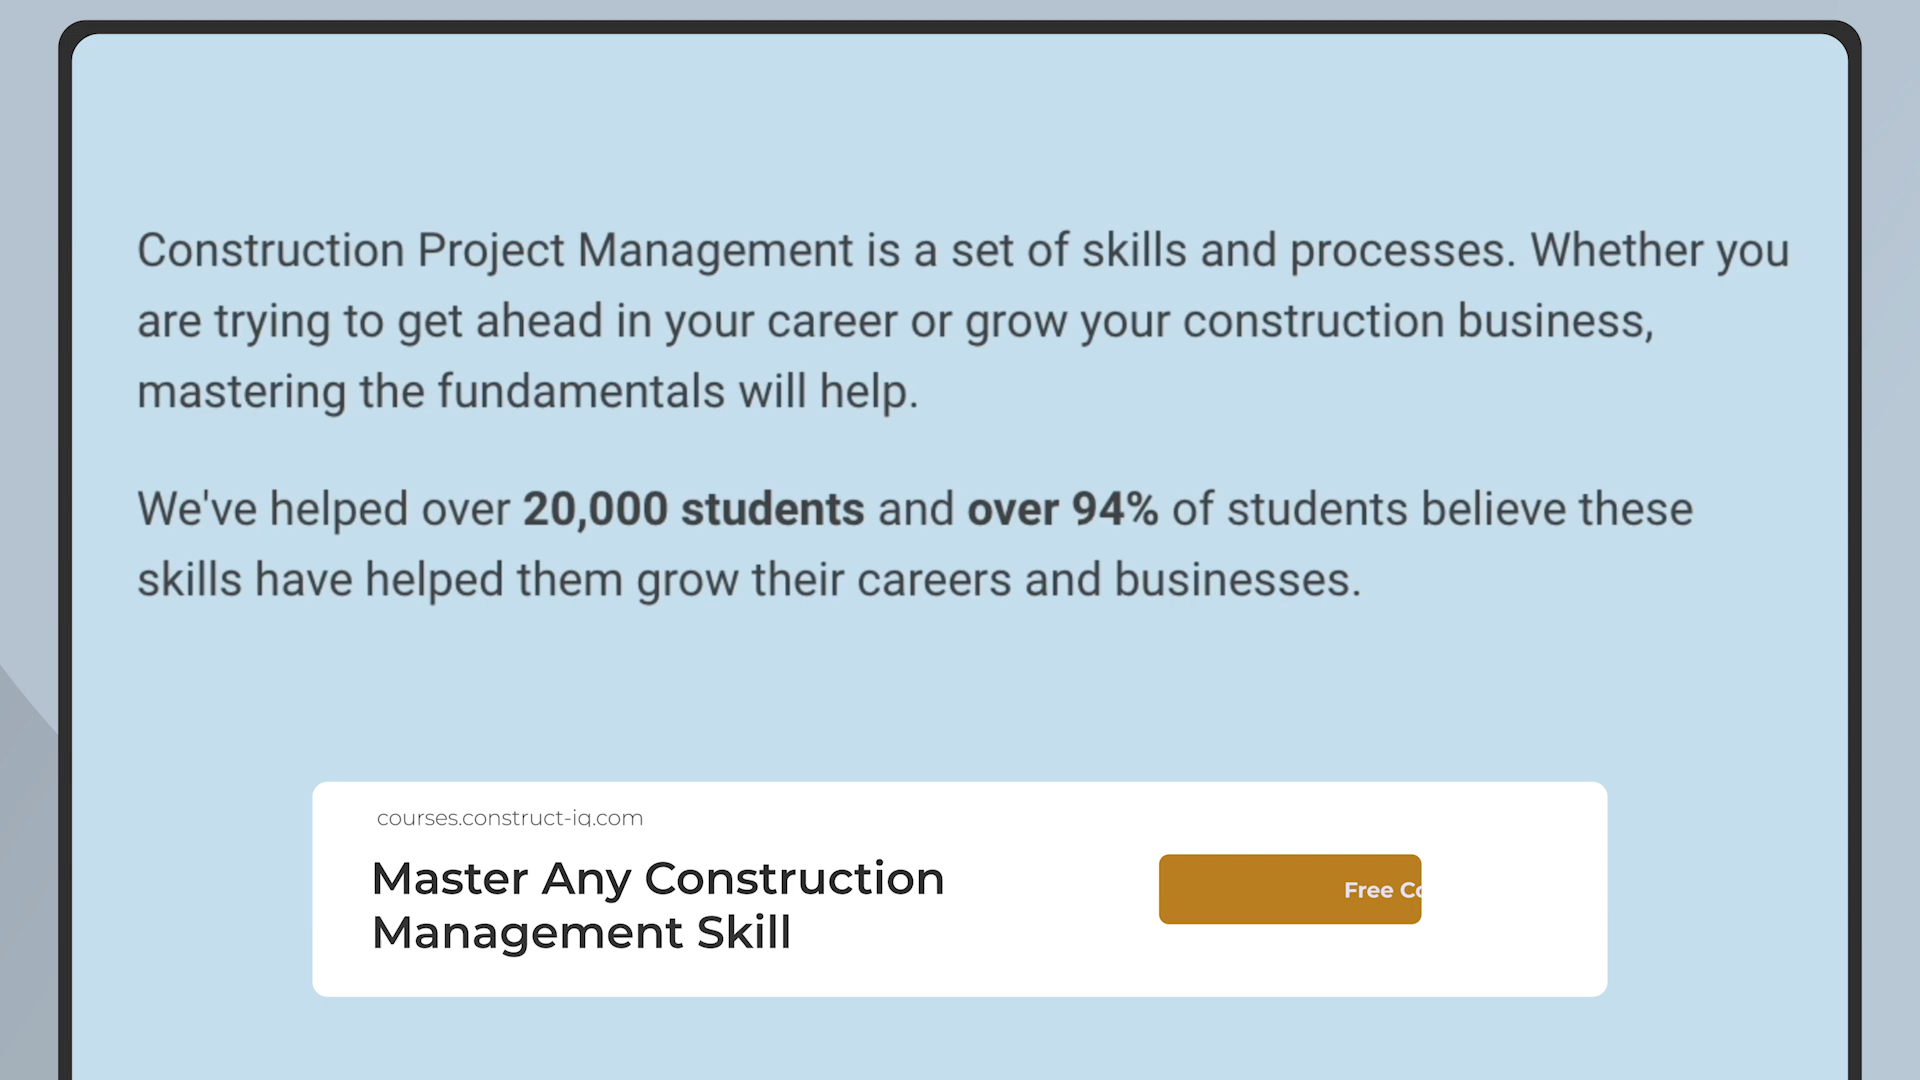 Construction Project Management is a set of skills and processes. Whether you
are trying to get ahead in your career or grow your construction business,
mastering the fundamentals will help.
We've helped over 20,000 students and over 94% of students believe these
skills have helped them grow their careers and businesses.
courses.construct-iq.com
Master Any Construction
Management Skill
Free